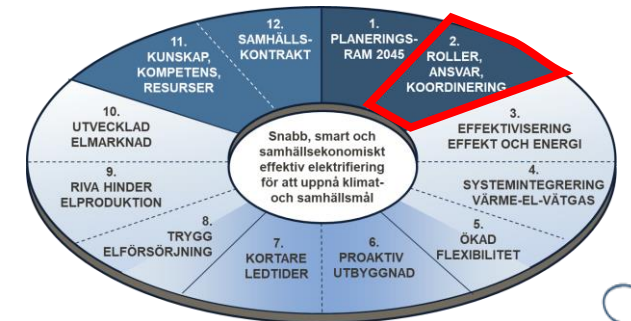 1.
PLANERINGS-
RAM 2045
2.
ROLLER,
ANSVAR,
KOORDINERING
3.
EFFEKTIVISERING
EFFEKT OCH ENERGI
4.
SYSTEMINTEGRERING
VÄRME-EL-VÄTGAS
5.
ÖKAD
FLEXIBILITET
6.
PROAKTIV
UTBYGGNAD
7.
KORTARE
LEDTIDER
8.
TRYGG
ELFÖRSÖRJNING
9.
RIVA HINDER
ELPRODUKTION
10.
UTVECKLAD
ELMARKNAD
11.
KUNSKAP,
KOMPETENS,
RESURSER
12.
SAMHÄLLS-
KONTRAKT
Snabb, smart och
samhällsekonomiskt
effektiv elektrifiering
för att uppnå klimat-
och samhällsmål